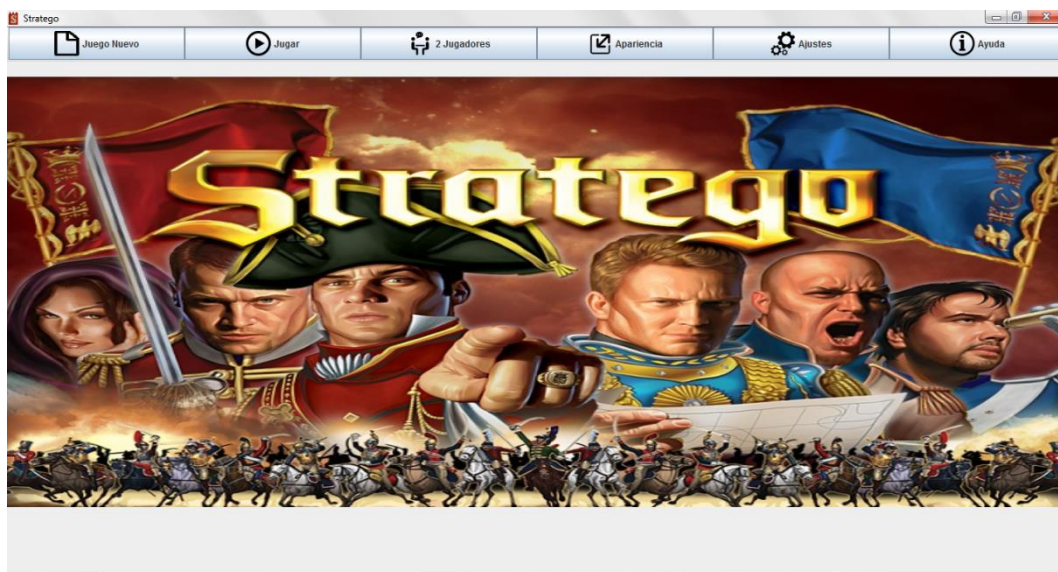 Stratego
Juego Nuevo
Jugar
2 Jugadores
Apariencia
Ajustes
Ayuda
Stratego